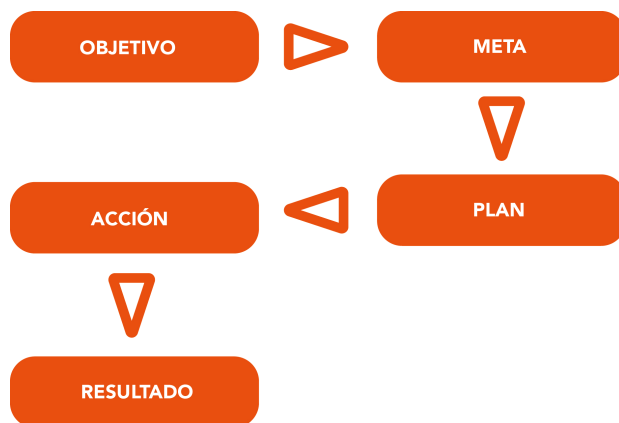 OBJETIVO
META
PLAN
ACCIÓN
RESULTADO